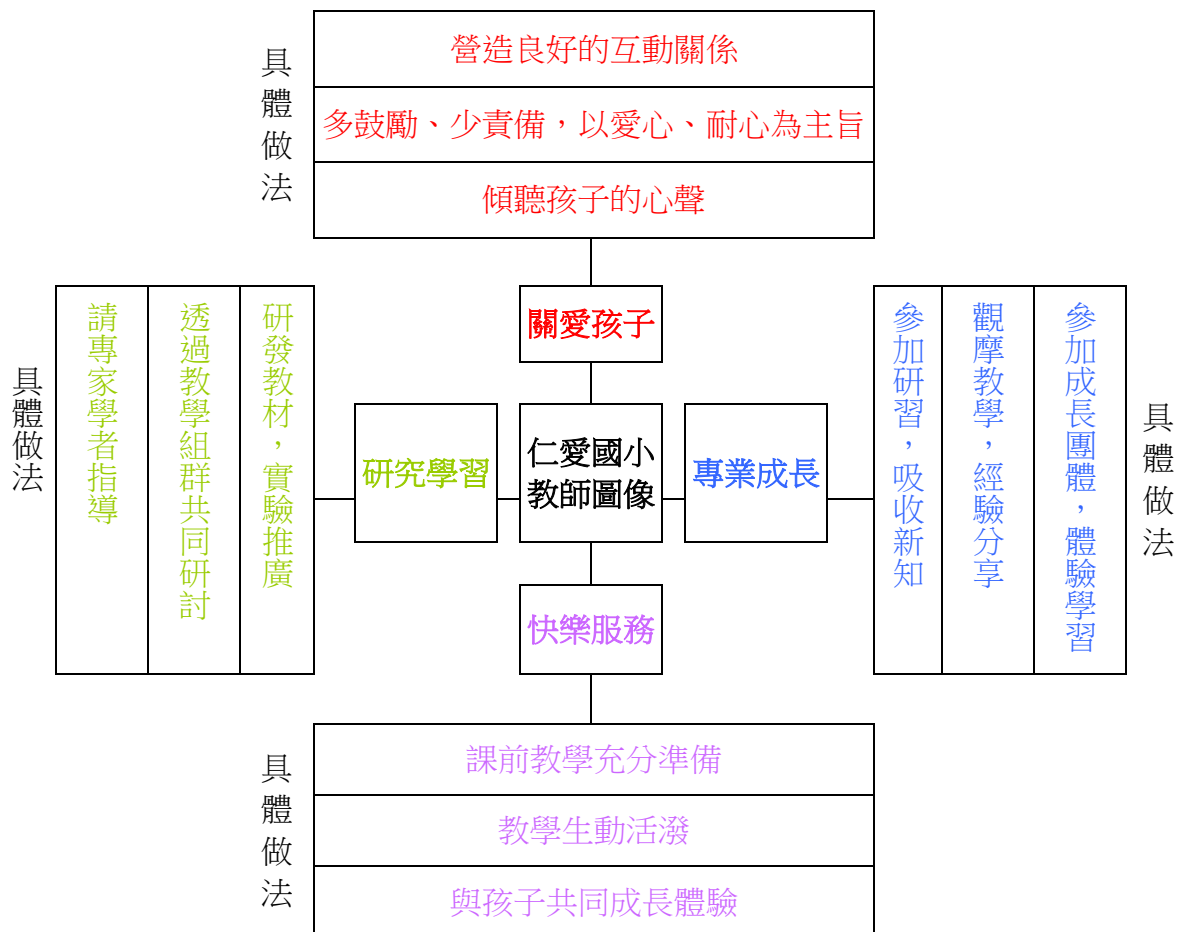 具體做法
營造良好的互動關係
多鼓勵、少責備，以愛心、耐心為主旨
傾聽孩子的心聲
關愛孩子
具體做法
請專家學者指導
透過教學組群共同研討
研發教材，實驗推廣
研究學習
仁愛國小
教師圖像
專業成長
參加研習，吸收新知
觀摩教學，經驗分享
參加成長團體，體驗學習
具體做法
快樂服務
具體做法
課前教學充分準備
教學生動活潑
與孩子共同成長體驗